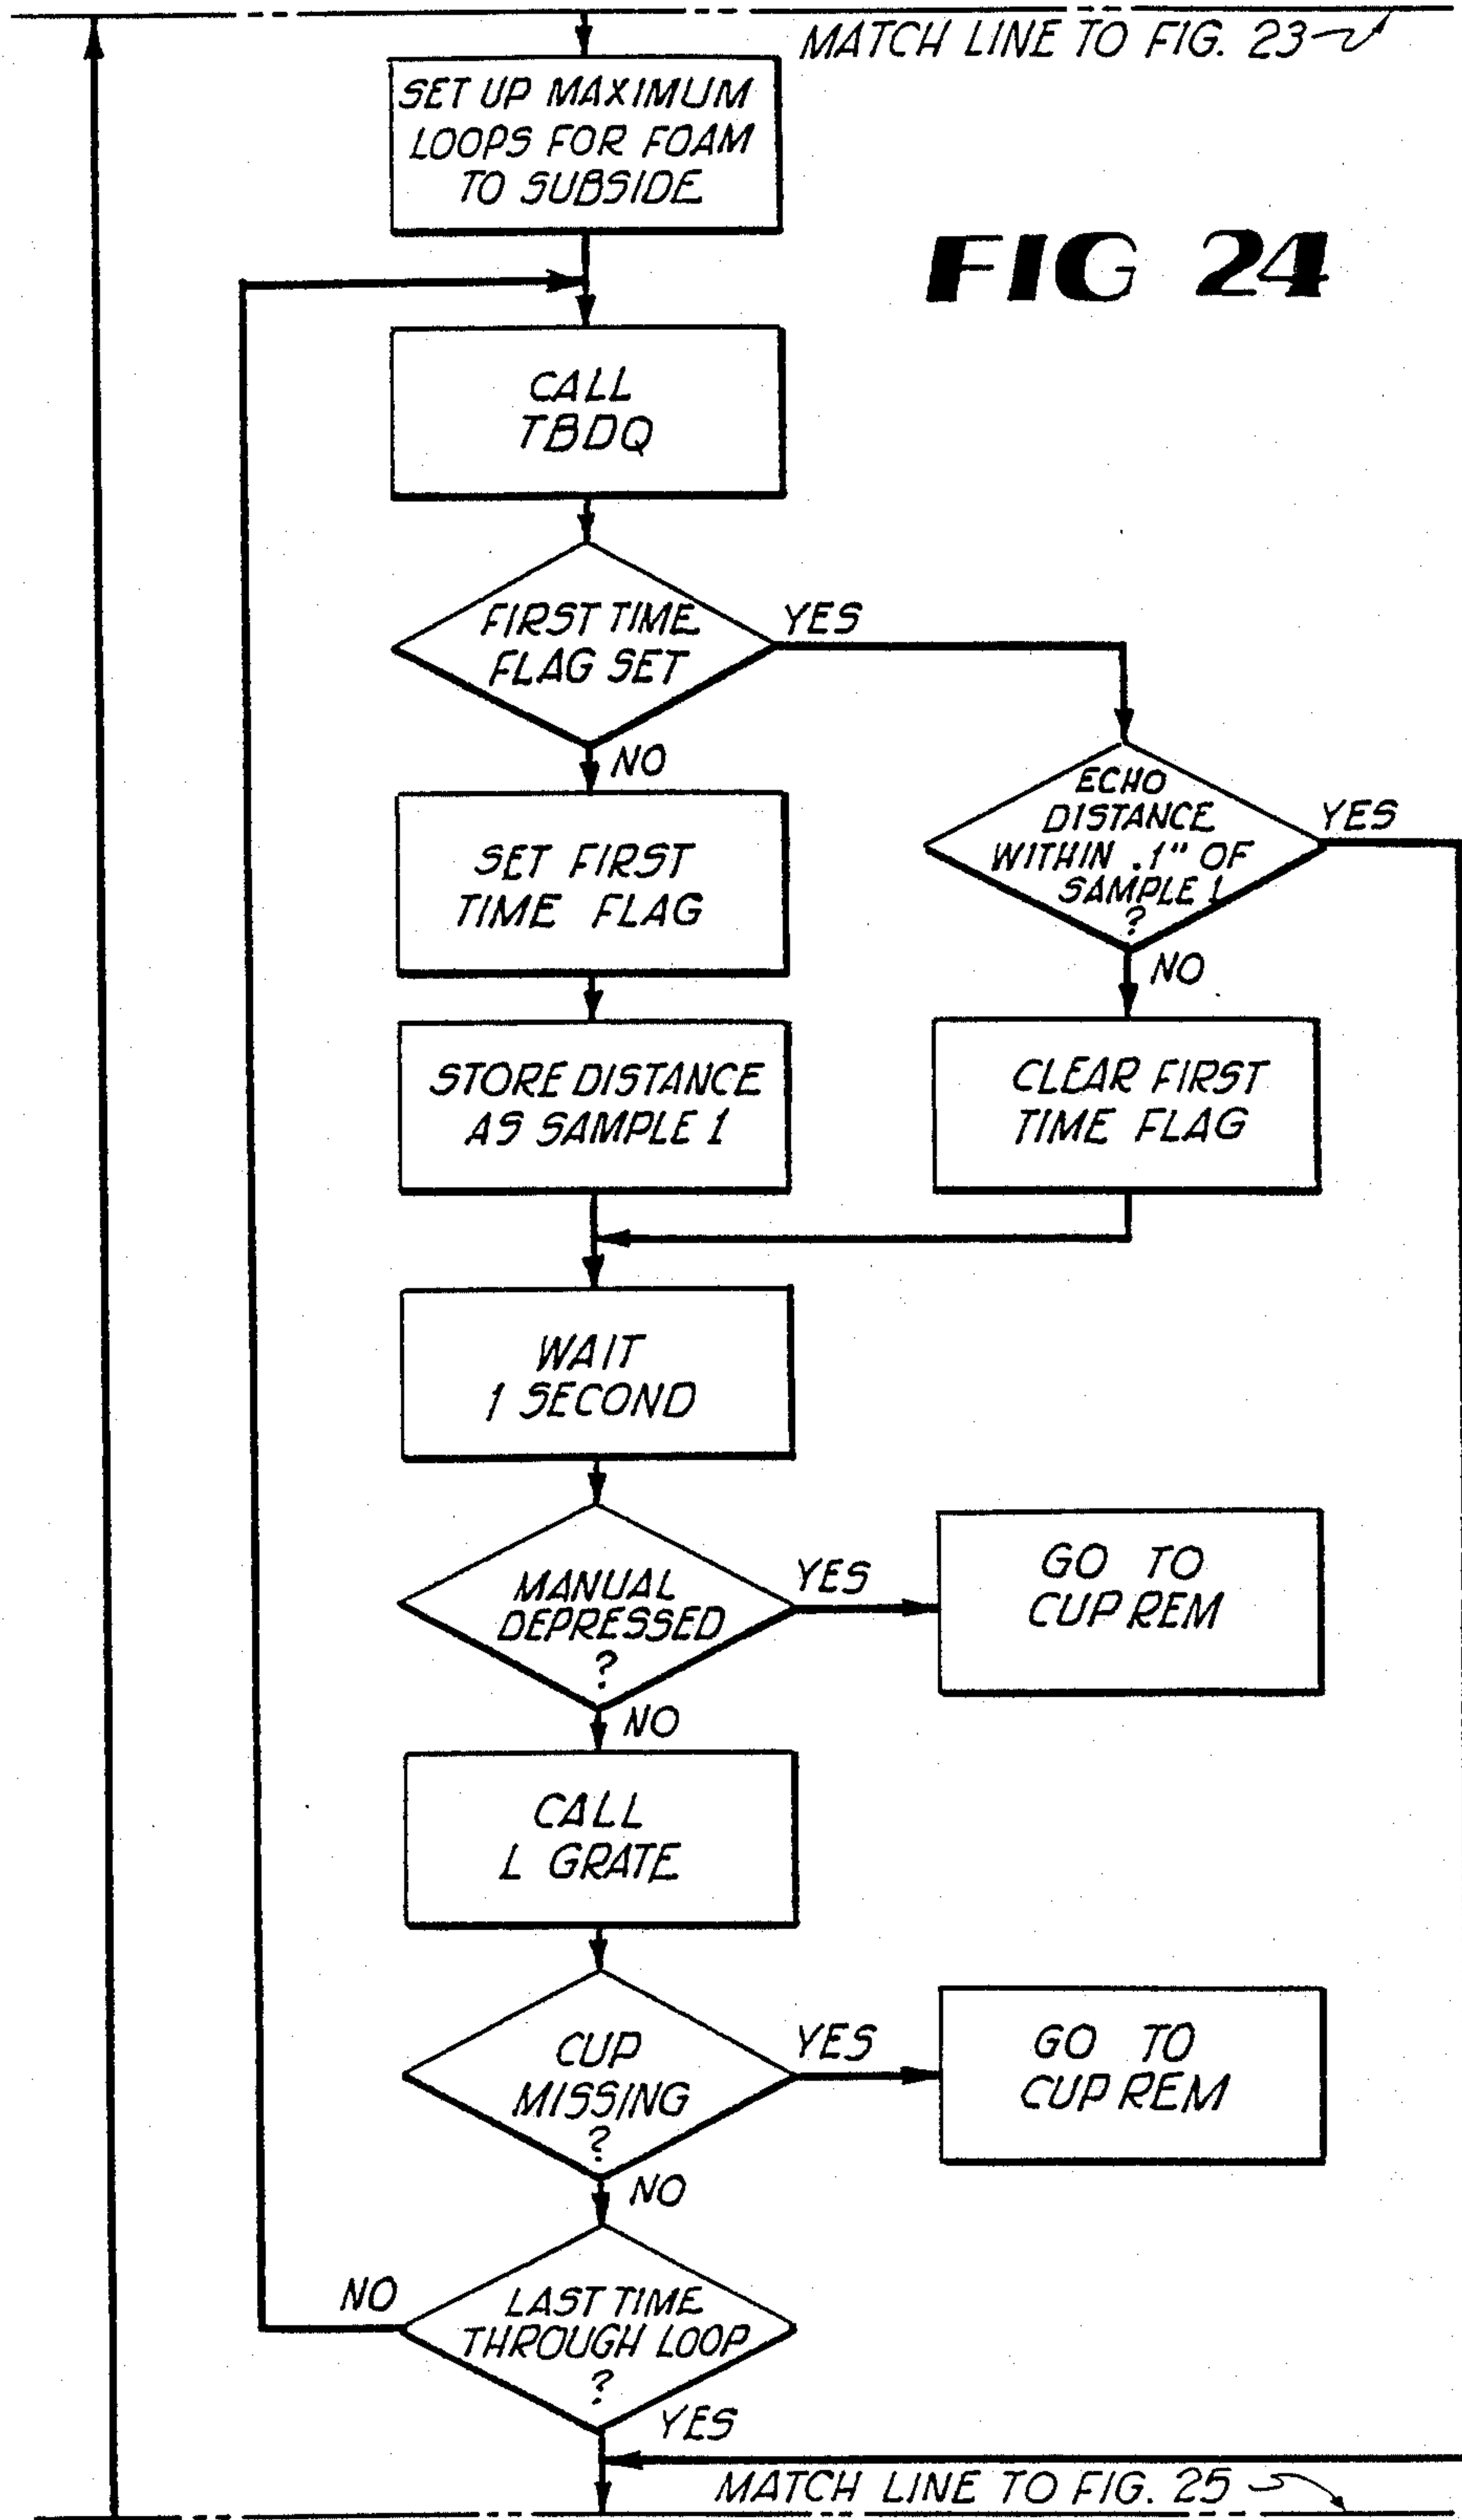 MATCH LINE TO FIG. 23
SET UP MAXIMUM
LOOPS FOR FOAM
TO SUBSIDE
FIG 24
CALL
TBDQ
FIRST TIME
FLAG SET
YES
NO
ECHO
DISTANCE
WITHIN .1" OF
SAMPLE 1
?
YES
NO
SET FIRST
TIME FLAG
STORE DISTANCE
AS SAMPLE 1
CLEAR FIRST
TIME FLAG
WAIT
1 SECOND
MANUAL
DEPRESSED
?
YES
GO TO
CUP REM
NO
CALL
L GRATE
CUP
MISSING
?
YES
GO TO
CUP REM
NO
LAST TIME
THROUGH LOOP
?
NO
YES
MATCH LINE TO FIG. 25